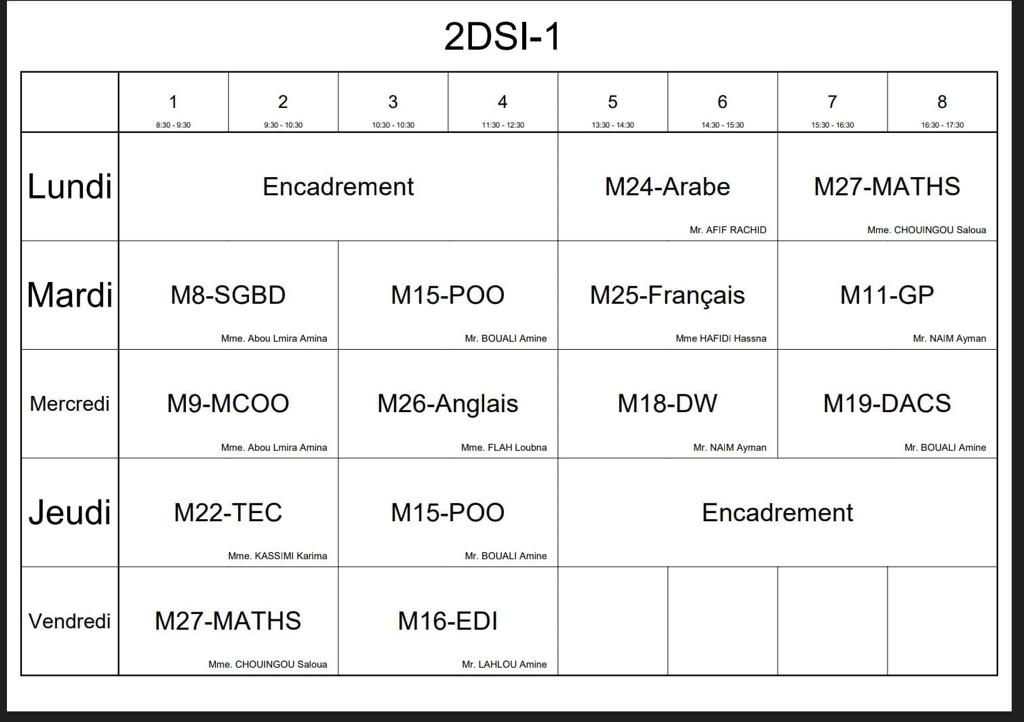 2DSI-1
1 2 3 4 5 6 7 8
8:30 - 9:30 9:30 - 10:30 10:30 - 10:30 11:30 - 12:30 13:30 - 14:30 14:30 - 15:30 15:30 - 16:30 16:30 - 17:30
Lundi Encadrement M24-Arabe M27-MATHS
Mr. AFIF RACHID Mme. CHOUINGOU Saloua
Mardi M8-SGBD M15-POO M25-Français M11-GP
Mme. Abou Lmira Amina Mr. BOUALI Amine Mme HAFIDI Hassna Mr. NAIM Ayman
Mercredi M9-MCOO M26-Anglais M18-DW M19-DACS
Mme. Abou Lmira Amina Mme. FLAH Loubna Mr. NAIM Ayman Mr. BOUALI Amine
Jeudi M22-TEC M15-POO Encadrement
Mme. KASSIMI Karima Mr. BOUALI Amine
Vendredi M27-MATHS M16-EDI
Mme. CHOUINGOU Saloua Mr. LAHLOU Amine